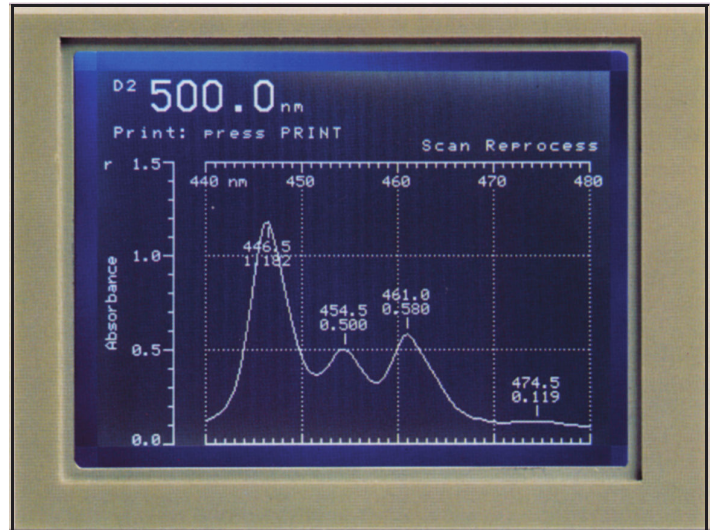 D2 500.0 nm
Print: press PRINT
Scan Reprocess
r 1.5
440 nm 450 460 470 480
446.5
1.182
1.0
461.0
0.580
454.5
0.500
Absorbance
0.5
474.5
0.119
0.0